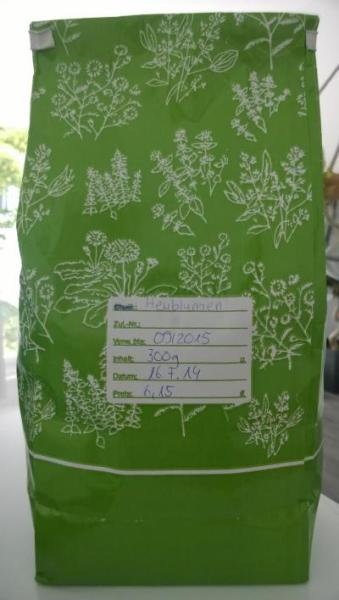 Heublumen
Zul.-Nr.:
Verw. bis: 09/2015
Inhalt: 300g
Datum: 16.7.14
Preis: 6,15